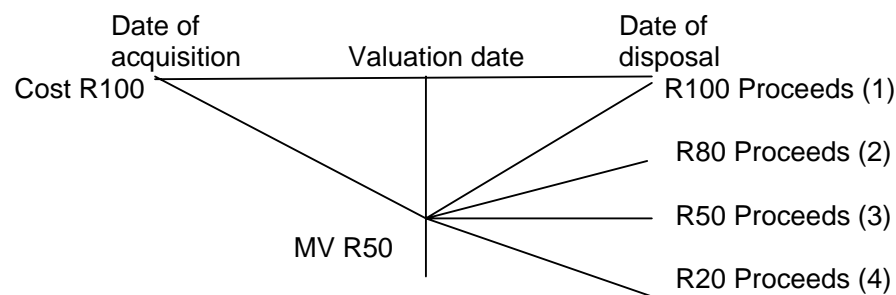 Date of
acquisition
Valuation date
Date of
disposal
Cost R100
R100 Proceeds (1)
R80 Proceeds (2)
R50 Proceeds (3)
MV R50
R20 Proceeds (4)